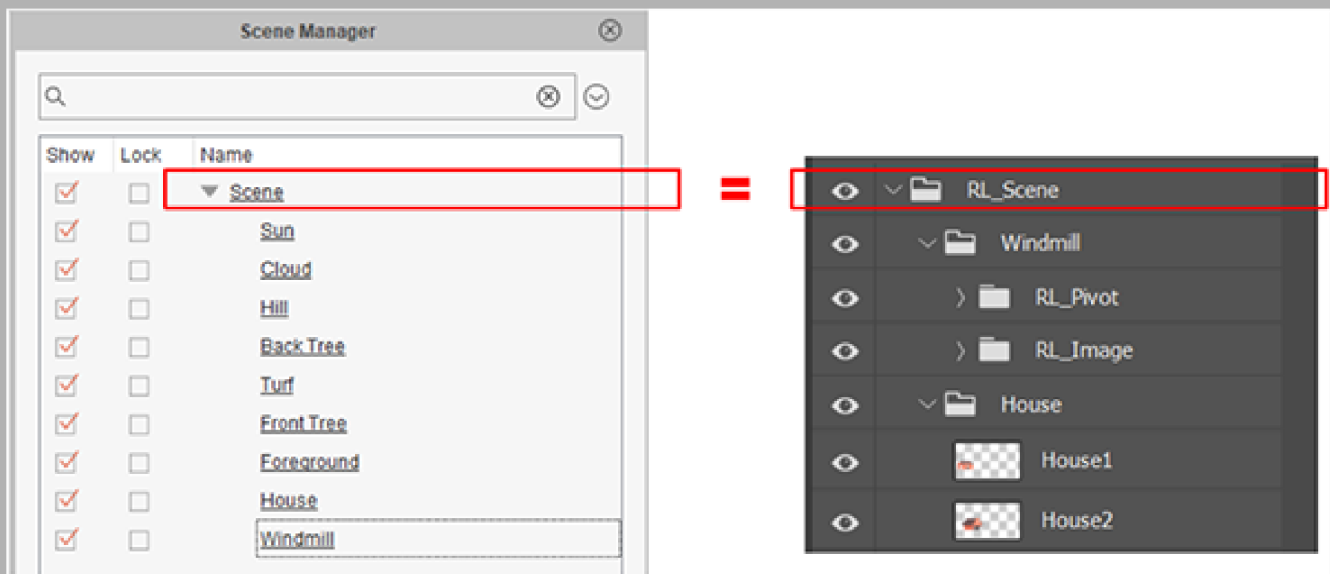 Scene Manager
Show Lock Name
Scene
Sun
Cloud
Hill
Back Tree
Turf
Front Tree
Foreground
House
Windmill
=
RL_Scene
Windmill
RL_Pivot
RL_Image
House
House1
House2